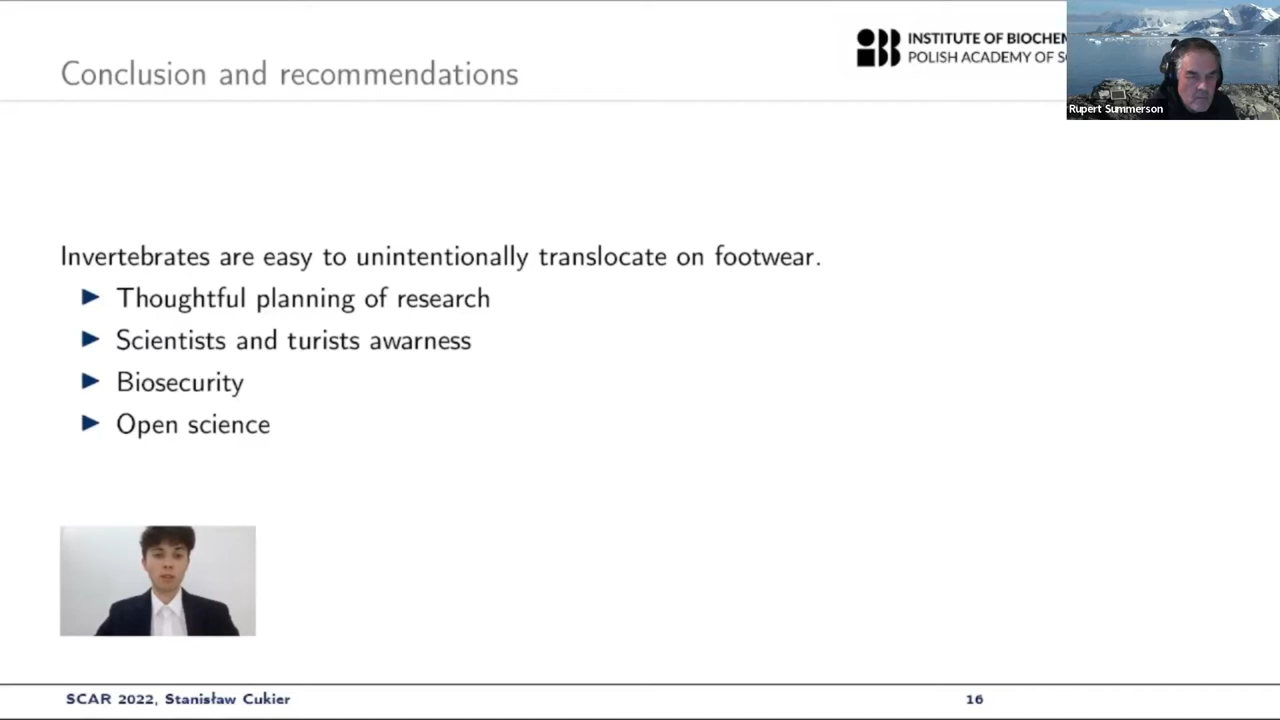 Conclusion and recommendations
INSTITUTE OF BIOCHEM
POLISH ACADEMY OF S
Rupert Summerson
Invertebrates are easy to unintentionally translocate on footwear.
Thoughtful planning of research
Scientists and turists awarness
Biosecurity
Open science
SCAR 2022, Stanisław Cukier
16